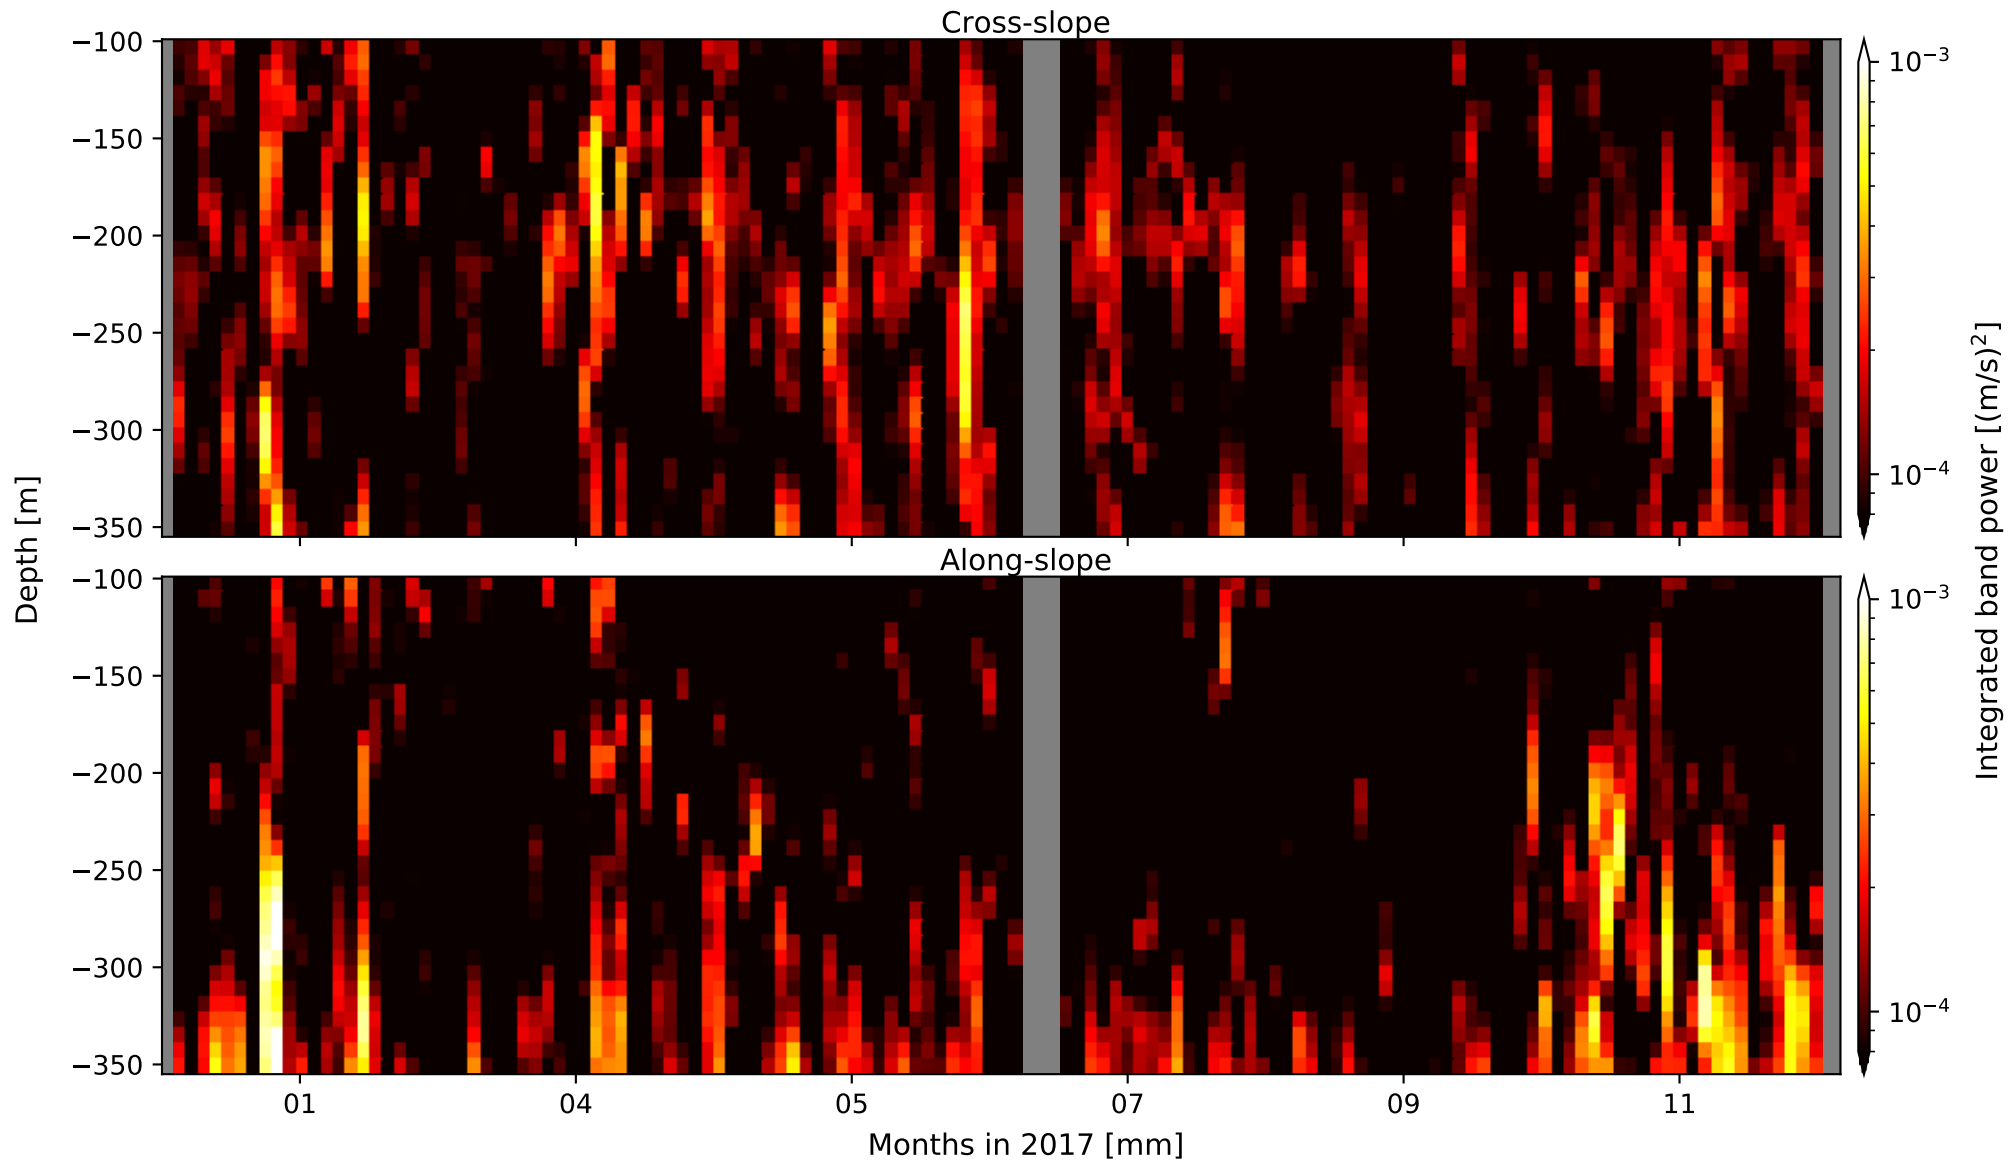 Cross-slope
−100
−150
−200
−250
−300
−350
10−3
10−4
Along-slope
−100
−150
−200
−250
−300
−350
10−3
10−4
Depth [m]
Integrated band power [(m/s)2]
01 04 05 07 09 11
Months in 2017 [mm]